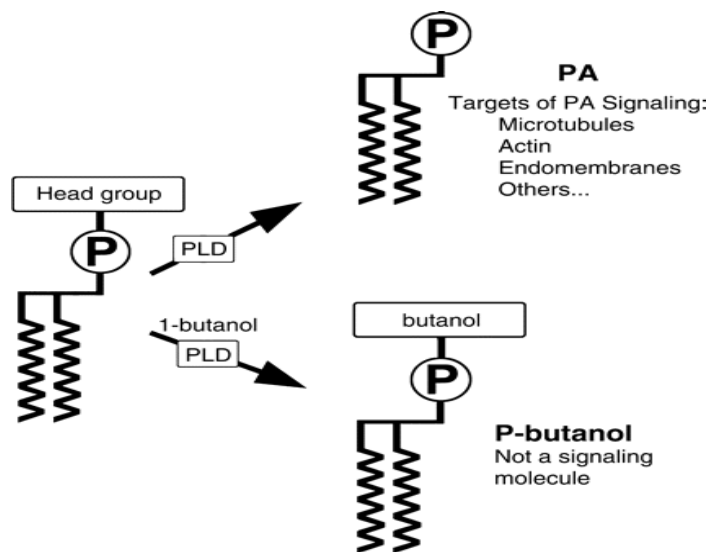 P
PA
Targets of PA Signaling:
Microtubules
Actin
Endomembranes
Others...
Head group
P
PLD
1-butanol
PLD
butanol
P
P-butanol
Not a signaling
molecule